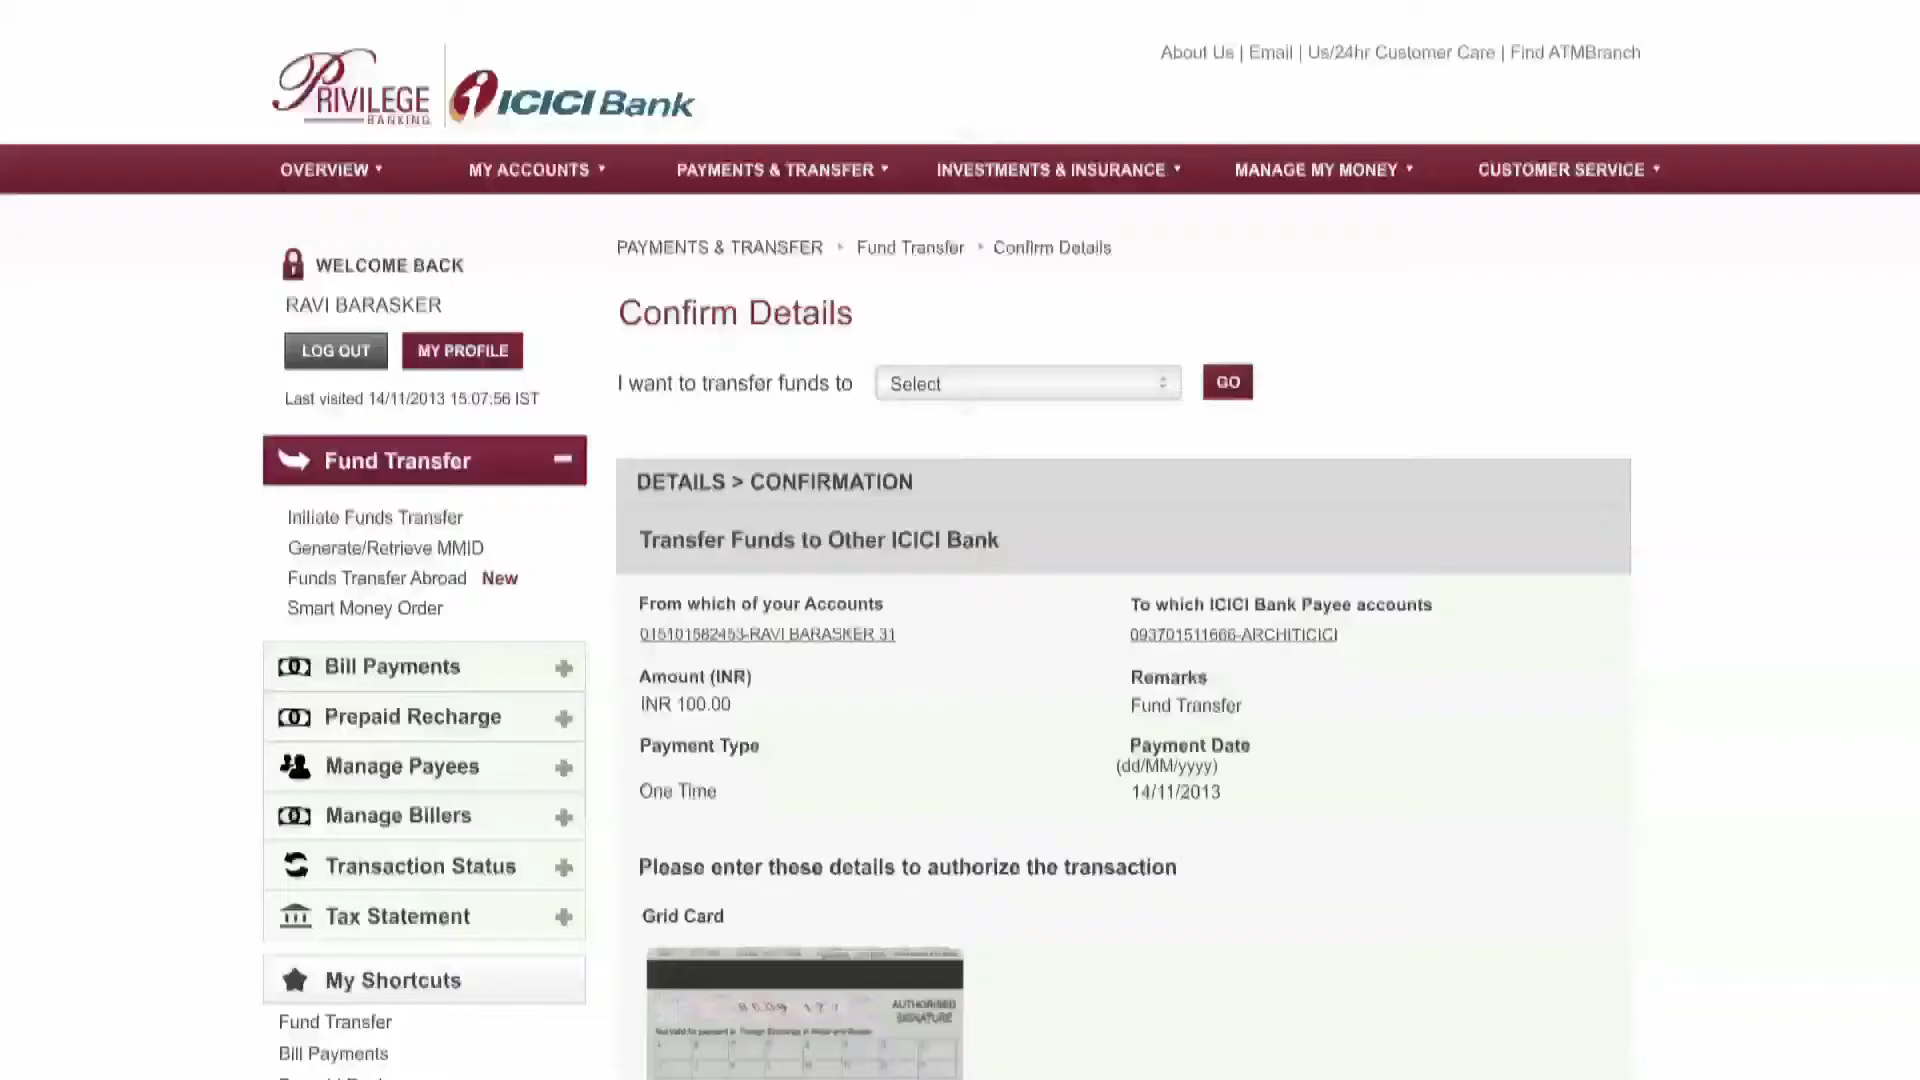 About Us | Email | Us/24hr Customer Care | Find ATMBranch
PRIVILEGE
BANKING
ICICI Bank
OVERVIEW MY ACCOUNTS PAYMENTS & TRANSFER INVESTMENTS & INSURANCE MANAGE MY MONEY CUSTOMER SERVICE
WELCOME BACK
RAVI BARASKER
LOG OUT MY PROFILE
Last visited 14/11/2013 15:07:56 IST
Fund Transfer
Initiate Funds Transfer
Generate/Retrieve MMID
Funds Transfer Abroad New
Smart Money Order
Bill Payments
Prepaid Recharge
Manage Payees
Manage Billers
Transaction Status
Tax Statement
My Shortcuts
Fund Transfer
Bill Payments
PAYMENTS & TRANSFER Fund Transfer Confirm Details
Confirm Details
I want to transfer funds to Select GO
DETAILS > CONFIRMATION
Transfer Funds to Other ICICI Bank
From which of your Accounts To which ICICI Bank Payee accounts
015101582453-RAVI BARASKER 31 093701511666-ARCHITICICI
Amount (INR) Remarks
INR 100.00 Fund Transfer
Payment Type Payment Date
(dd/MM/yyyy)
One Time 14/11/2013
Please enter these details to authorize the transaction
Grid Card
AUTHORISED
SIGNATURE